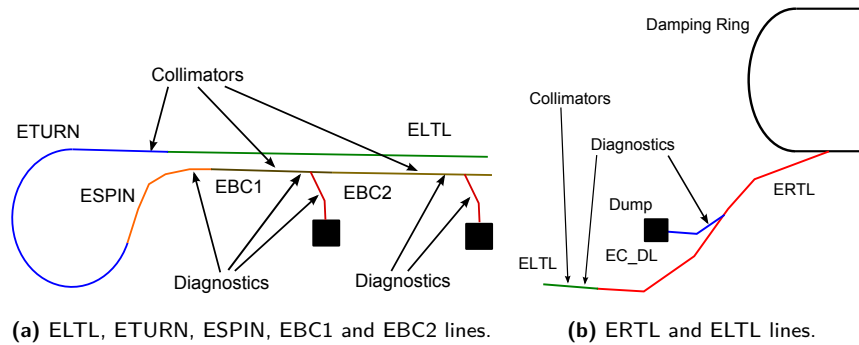 Collimators
ETURN
ELTL
ESPIN
EBC1
EBC2
Diagnostics
Diagnostics
(a) ELTL, ETURN, ESPIN, EBC1 and EBC2 lines.
Damping Ring
Collimators
Diagnostics
ERTL
Dump
EC_DL
ELTL
(b) ERTL and ELTL lines.